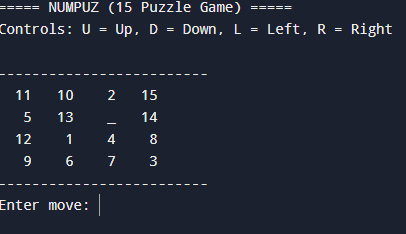 ===== NUMPUZ (15 Puzzle Game) =====
Controls: U = Up, D = Down, L = Left, R = Right
-------------------------
11 10 2 15
5 13 _ 14
12 1 4 8
9 6 7 3
-------------------------
Enter move: